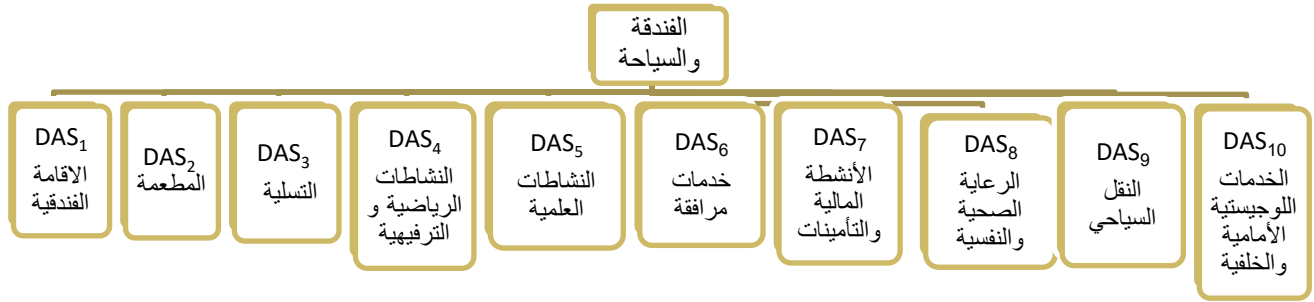 الفندقة
والسياحة
DAS₁
الاقامة
الفندقية
DAS₂
المطعمة
DAS₃
التسلية
DAS₄
النشاطات
الرياضية و
الترفيهية
DAS₅
النشاطات
العلمية
DAS₆
خدمات
مرافقة
DAS₇
الأنشطة
المالية
والتأمينات
DAS₈
الرعاية
الصحية
والنفسية
DAS₉
النقل
السياحي
DAS₁₀
الخدمات
اللوجيستية
الأمامية
والخلفية